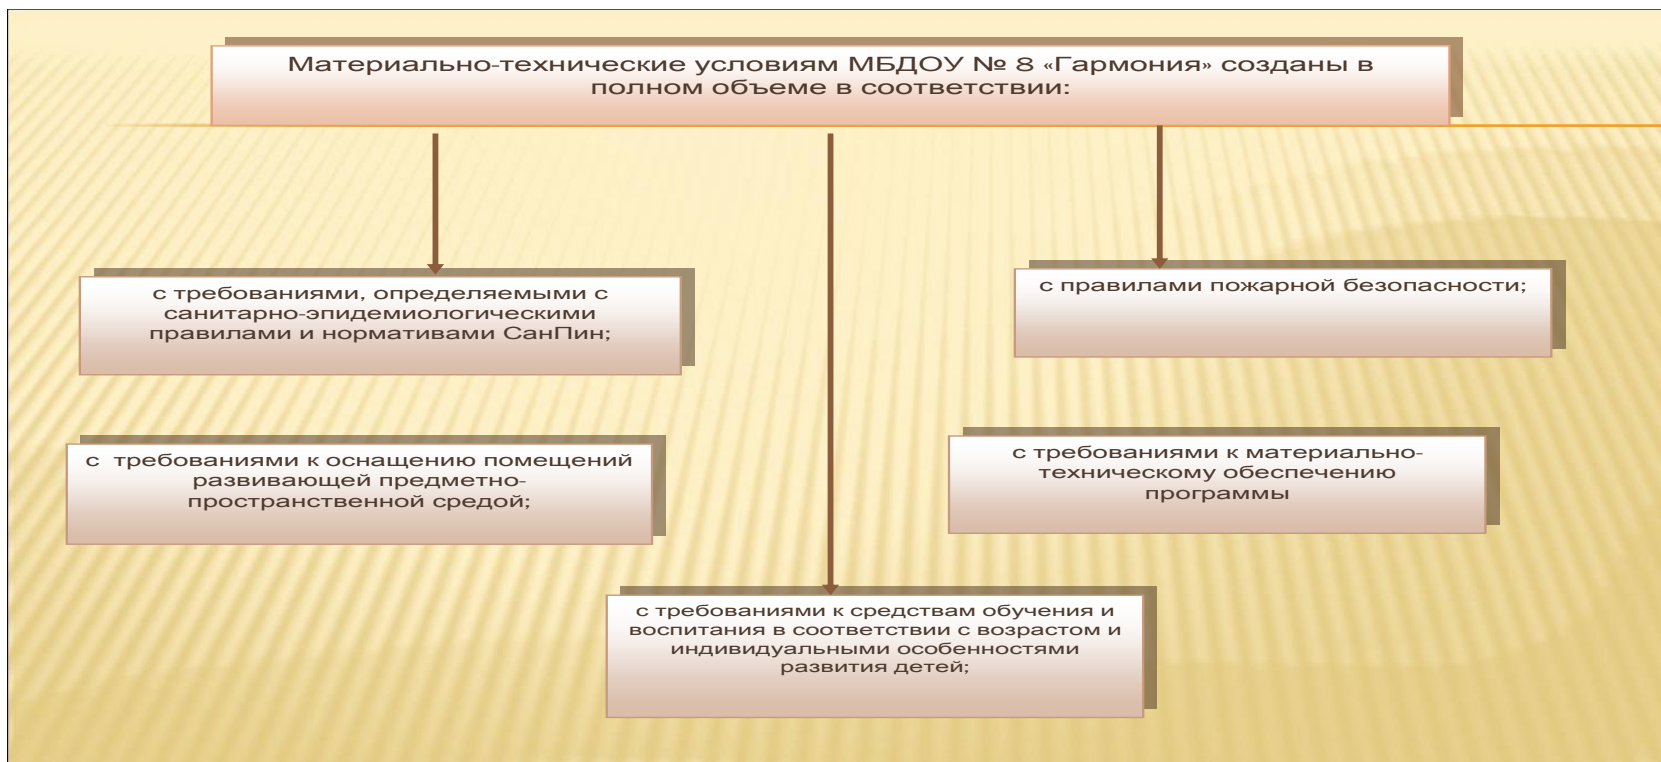 Материально-технические условиям МБДОУ № 8 «Гармония» созданы в
полном объеме в соответствии:
с требованиями, определяемыми с
санитарно-эпидемиологическими
правилами и нормативами СанПин;
с правилами пожарной безопасности;
с требованиями к оснащению помещений
развивающей предметно-
пространственной средой;
с требованиями к материально-
техническому обеспечению
программы
с требованиями к средствам обучения и
воспитания в соответствии с возрастом и
индивидуальными особенностями
развития детей;